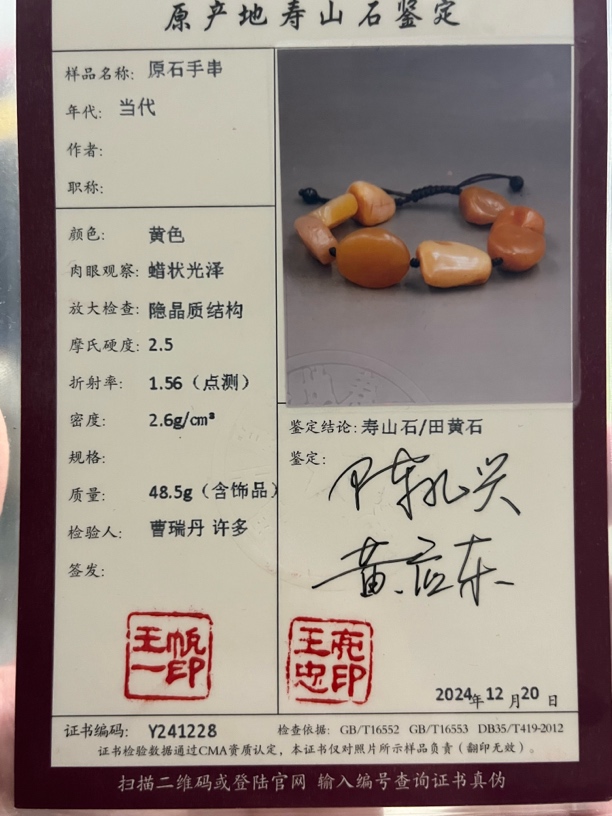 原产地寿山石鉴定
样品名称: 原石手串
年代: 当代
作者:
职称:
颜色: 黄色
肉眼观察: 蜡状光泽
放大检查: 隐晶质结构
摩氏硬度: 2.5
折射率: 1.56（点测）
密度: 2.6g/cm³
规格:
质量: 48.5g（含饰品）
检验人: 曹瑞丹 许多
签发:
王帆一印
鉴定结论: 寿山石/田黄石
鉴定:
王忠印
2024年12月20日
证书编码: Y241228
检查依据: GB/T16552 GB/T16553 DB35/T419-2012
证书检验数据通过CMA资质认定，本证书仅对照片所示样品负责（翻印无效）。
扫描二维码或登陆官网 输入编号查询证书真伪